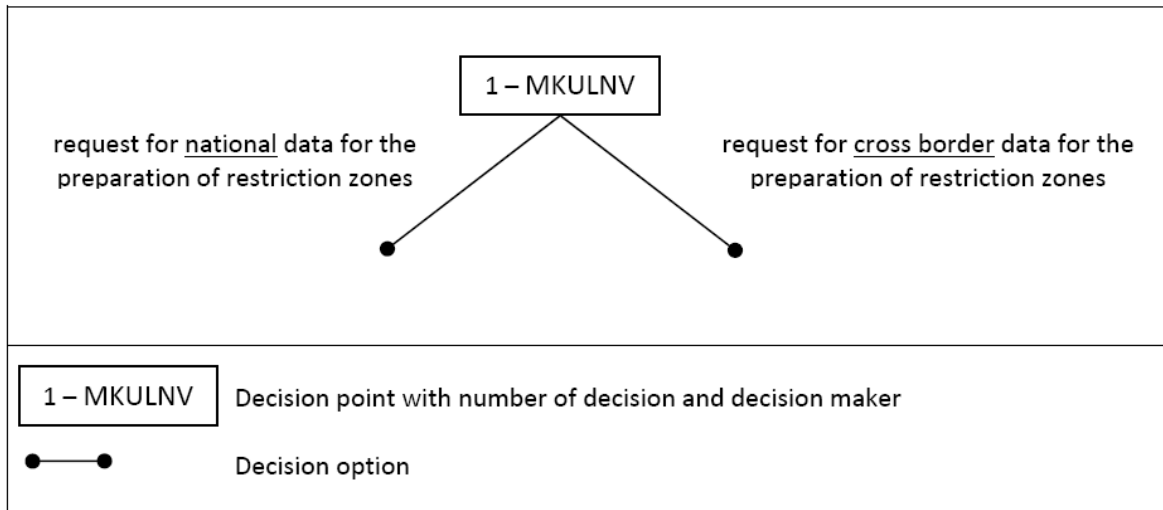 1 – MKULNV
request for national data for the
preparation of restriction zones
request for cross border data for the
preparation of restriction zones
1 – MKULNV
Decision point with number of decision and decision maker
Decision option